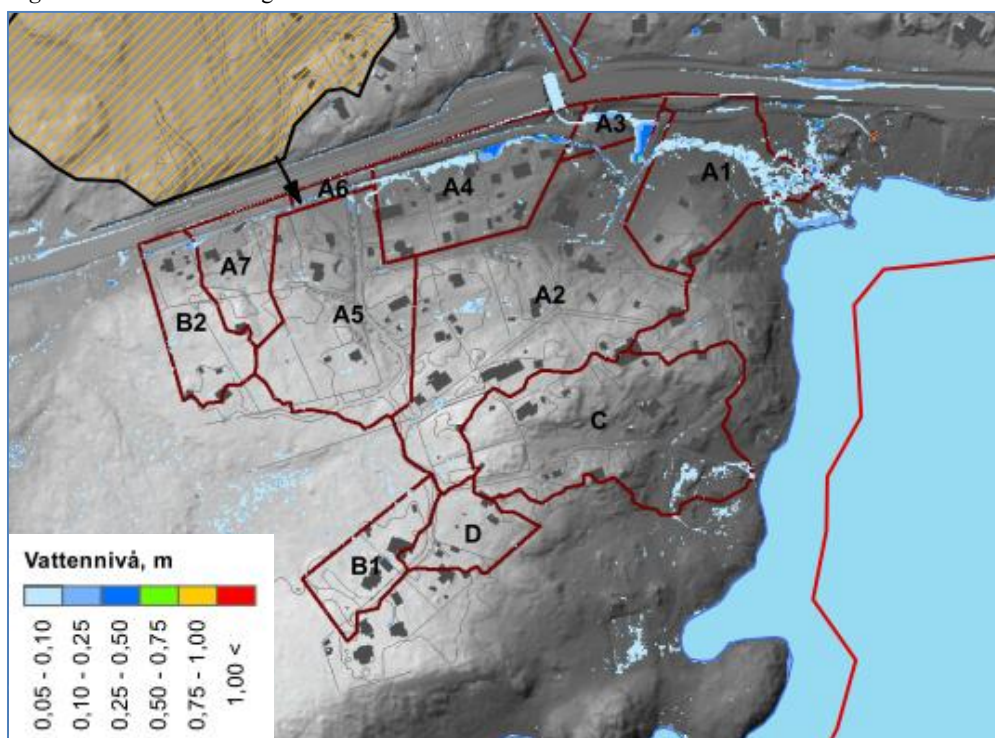 A3
A1
A6
A4
A7
A2
B2
A5
C
D
B1
Vattennivå, m
0,05 - 0,10
0,10 - 0,25
0,25 - 0,50
0,50 - 0,75
0,75 - 1,00
1,00 <